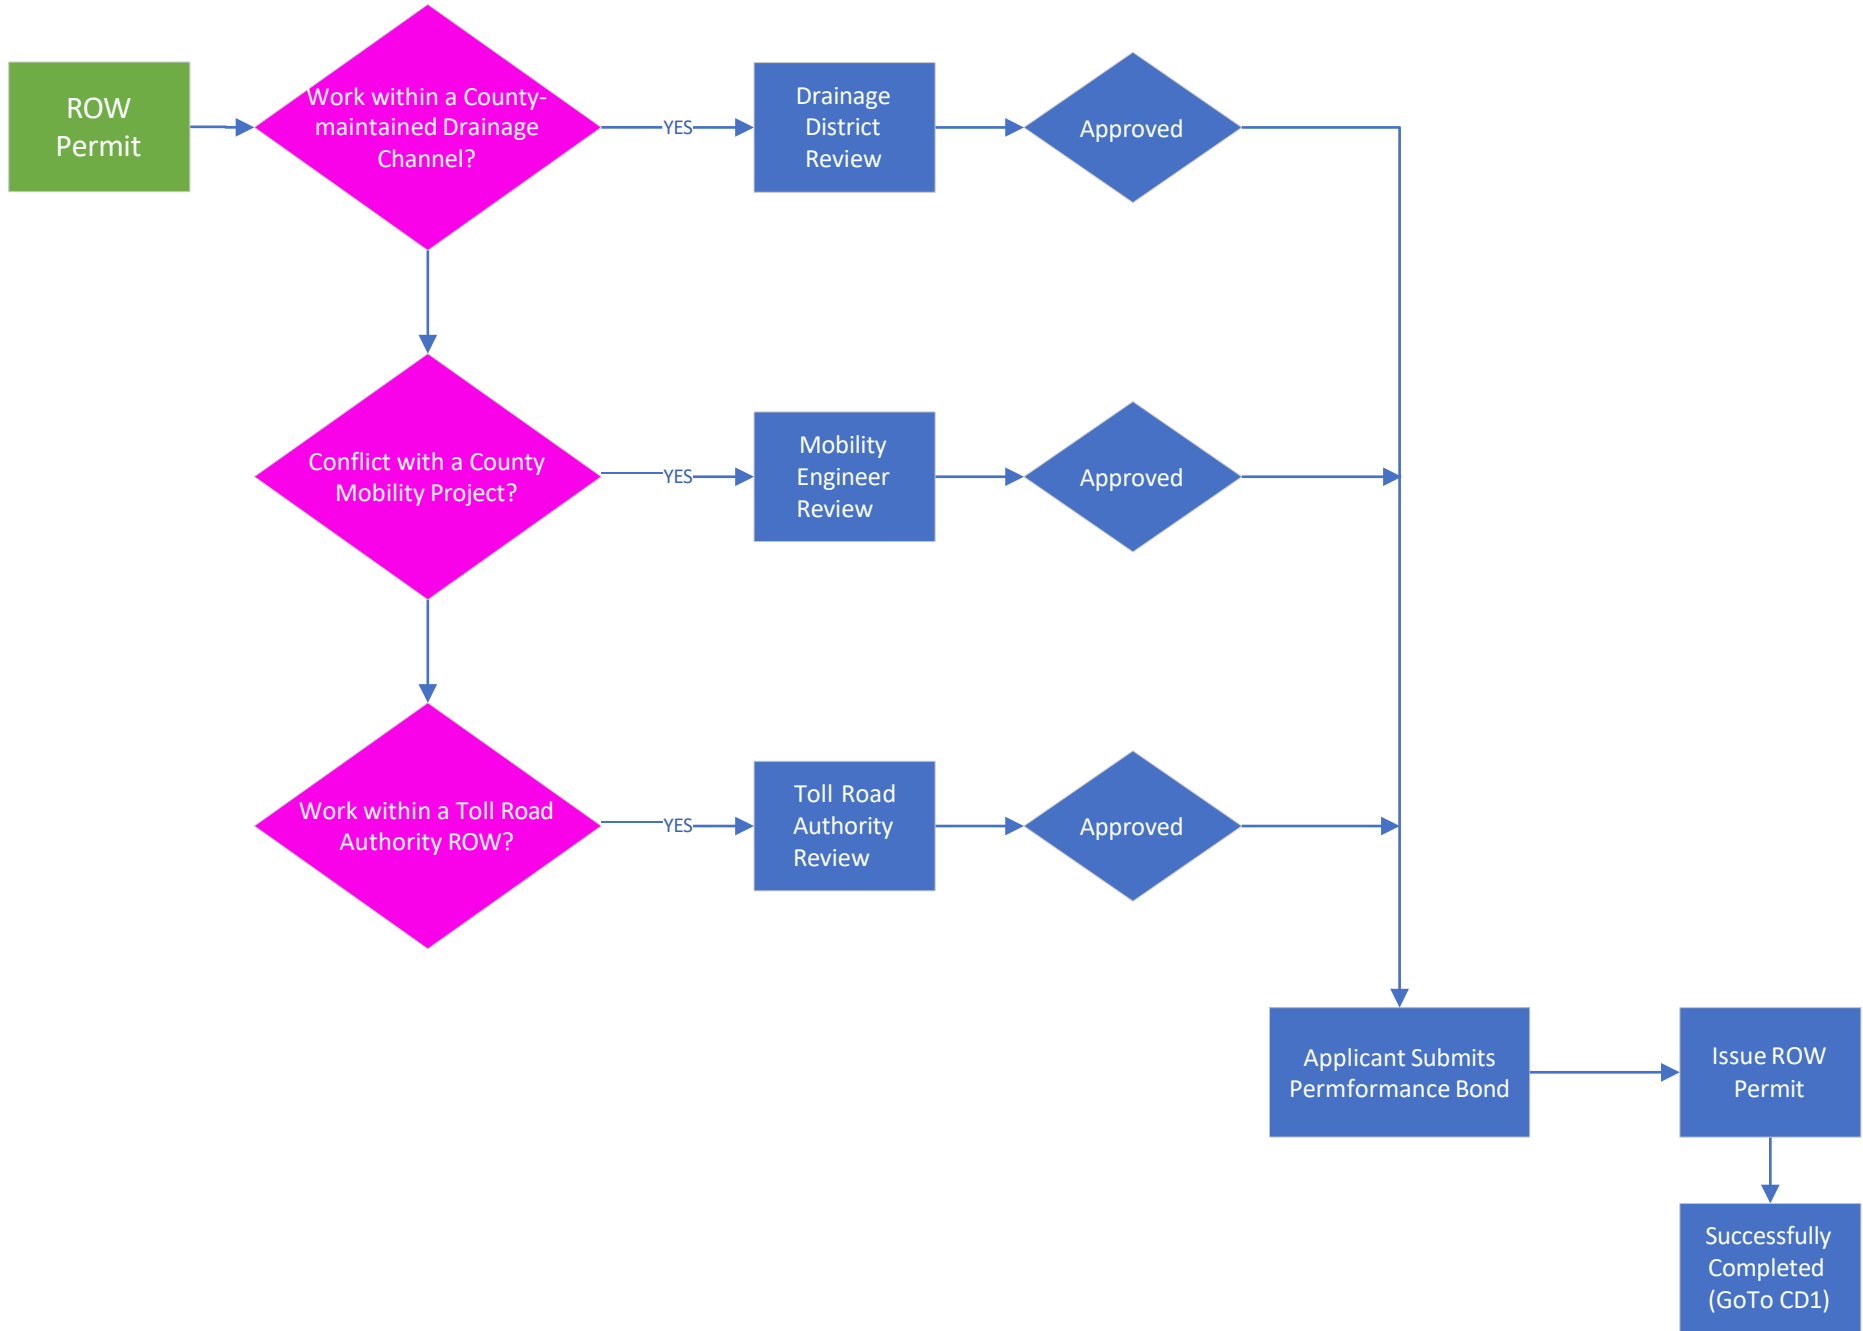 ROW
Permit
Work within a County-
maintained Drainage
Channel?
YES
Drainage
District
Review
Approved
Conflict with a County
Mobility Project?
YES
Mobility
Engineer
Review
Approved
Work within a Toll Road
Authority ROW?
YES
Toll Road
Authority
Review
Approved
Applicant Submits
Permformance Bond
Issue ROW
Permit
Successfully
Completed
(GoTo CD1)